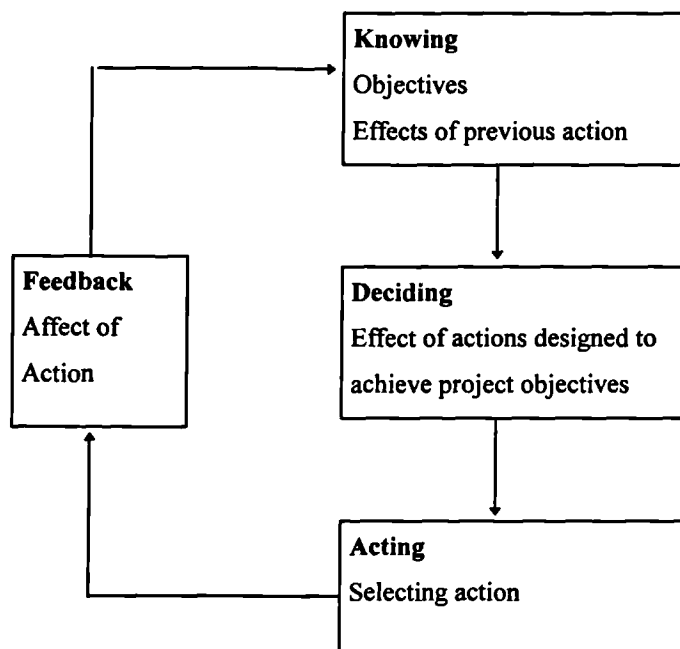 Knowing
Objectives
Effects of previous action
Deciding
Effect of actions designed to
achieve project objectives
Acting
Selecting action
Feedback
Affect of
Action